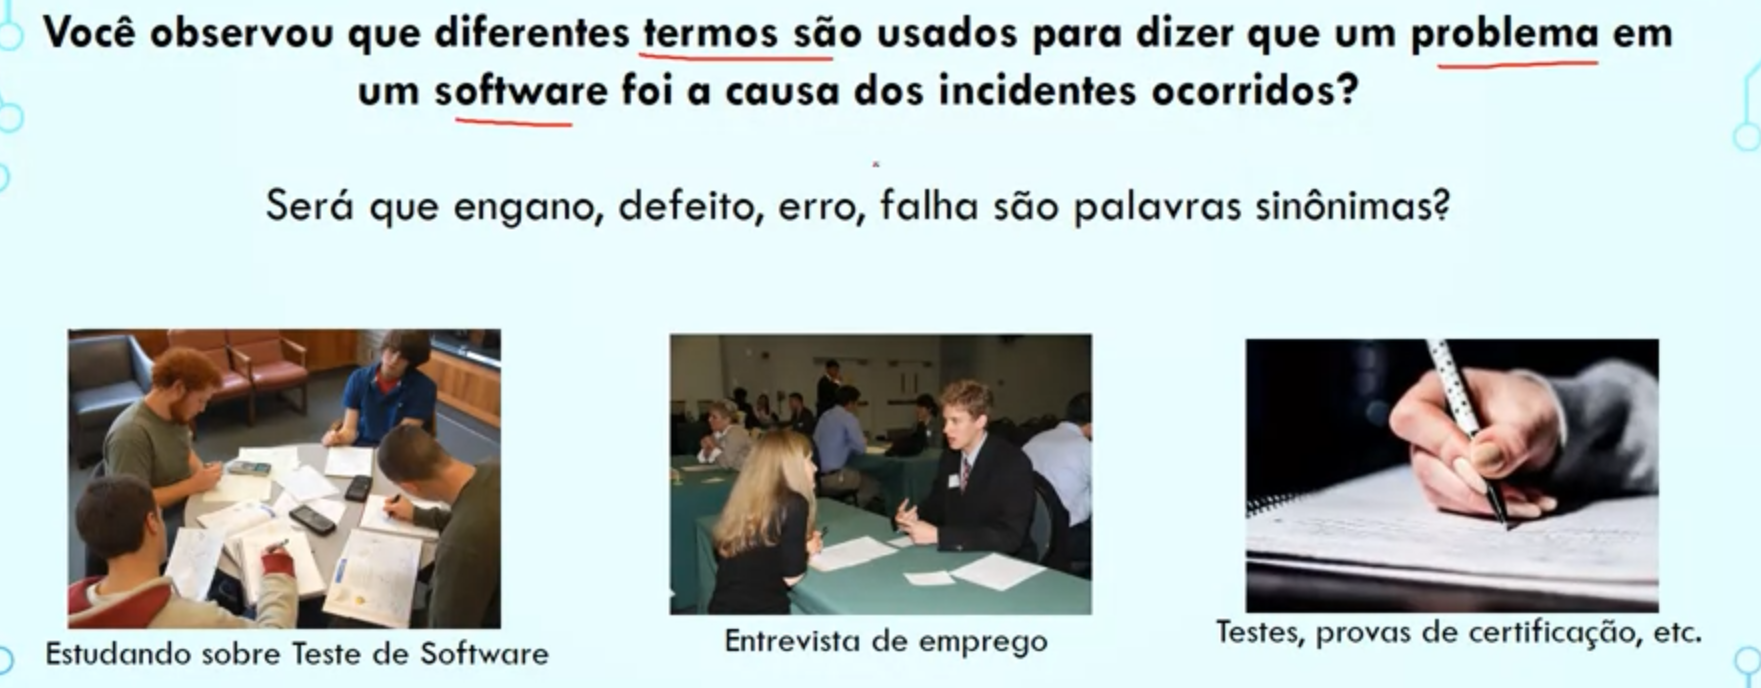 Você observou que diferentes termos são usados para dizer que um problema em
um software foi a causa dos incidentes ocorridos?
Será que engano, defeito, erro, falha são palavras sinônimas?
Estudando sobre Teste de Software
Entrevista de emprego
Testes, provas de certificação, etc.